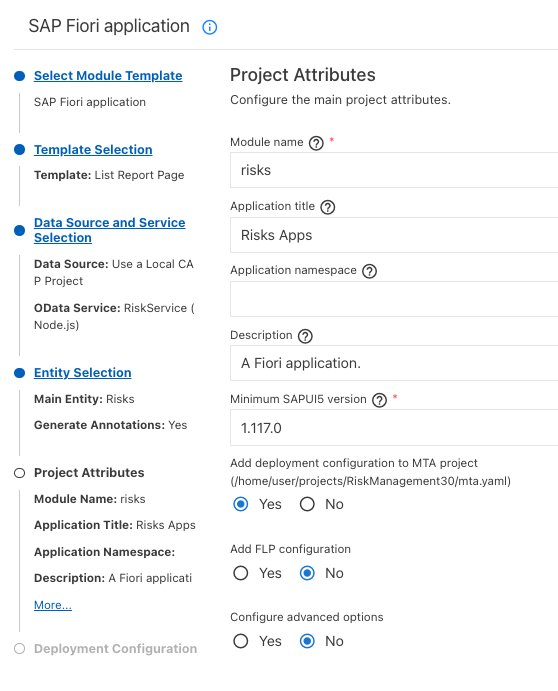 SAP Fiori application
Select Module Template
SAP Fiori application
Template Selection
Template: List Report Page
Data Source and Service
Selection
Data Source: Use a Local CA
P Project
OData Service: RiskService (
Node.js)
Entity Selection
Main Entity: Risks
Generate Annotations: Yes
Project Attributes
Module Name: risks
Application Title: Risks Apps
Application Namespace:
Description: A Fiori applicati
More...
Deployment Configuration
Project Attributes
Configure the main project attributes.
Module name ? *
risks
Application title ?
Risks Apps
Application namespace ?
Description ?
A Fiori application.
Minimum SAPUI5 version ? *
1.117.0
Add deployment configuration to MTA project
(/home/user/projects/RiskManagement30/mta.yaml)
Yes No
Add FLP configuration
Yes No
Configure advanced options
Yes No